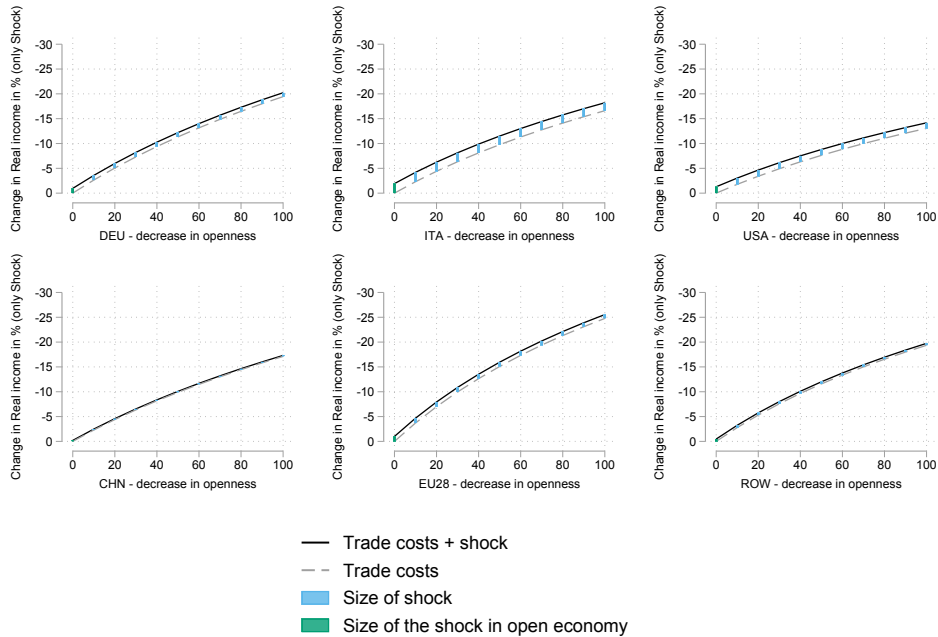 Change in Real income in % (only Shock)
-30
-25
-20
-15
-10
-5
0
0 20 40 60 80 100
DEU - decrease in openness
Change in Real income in % (only Shock)
-30
-25
-20
-15
-10
-5
0
0 20 40 60 80 100
ITA - decrease in openness
Change in Real income in % (only Shock)
-30
-25
-20
-15
-10
-5
0
0 20 40 60 80 100
USA - decrease in openness
Change in Real income in % (only Shock)
-30
-25
-20
-15
-10
-5
0
0 20 40 60 80 100
CHN - decrease in openness
Change in Real income in % (only Shock)
-30
-25
-20
-15
-10
-5
0
0 20 40 60 80 100
EU28 - decrease in openness
Change in Real income in % (only Shock)
-30
-25
-20
-15
-10
-5
0
0 20 40 60 80 100
ROW - decrease in openness
Trade costs + shock
Trade costs
Size of shock
Size of the shock in open economy